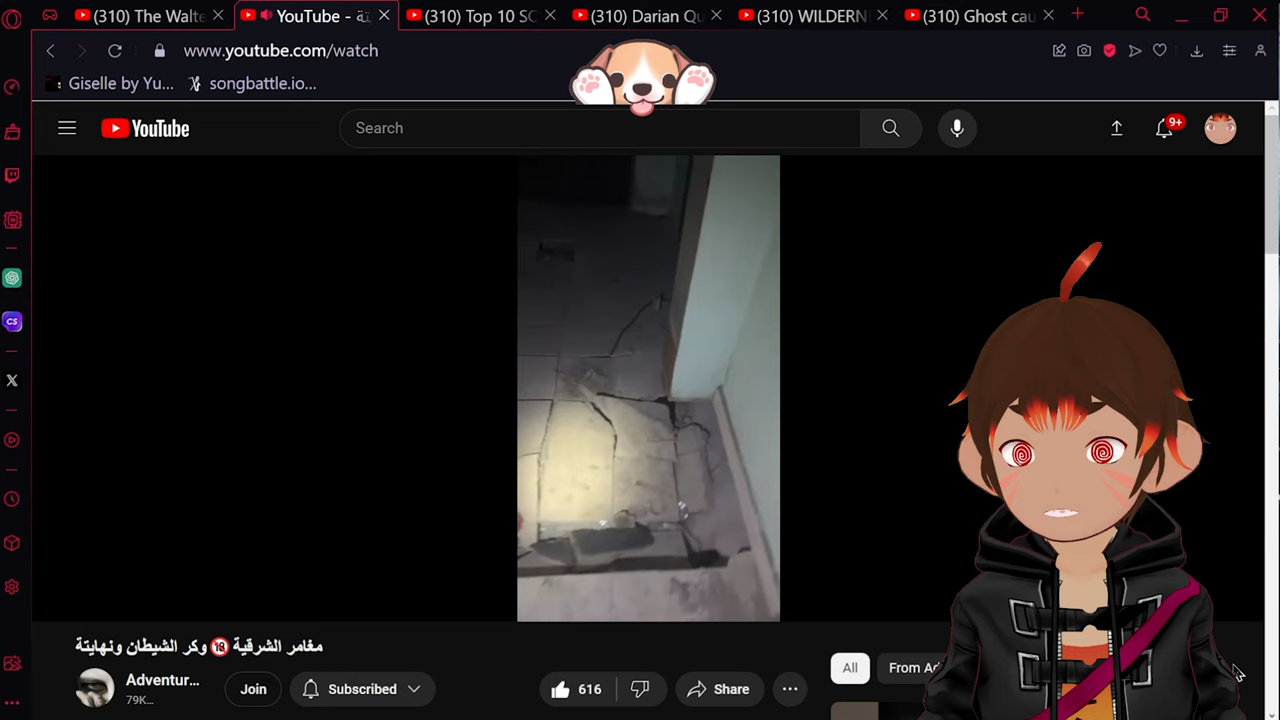 (310) The Walte
YouTube -
(310) Top 10 SC
(310) Darian Qu
(310) WILDERN
(310) Ghost cau
www.youtube.com/watch
Giselle by Yu...
songbattle.io...
YouTube
Search
9+
مغامر الشرقية 🔞 وكر الشيطان ونهايتة
Adventur...
79K...
Join
Subscribed
616
Share
All
From Ad
CS